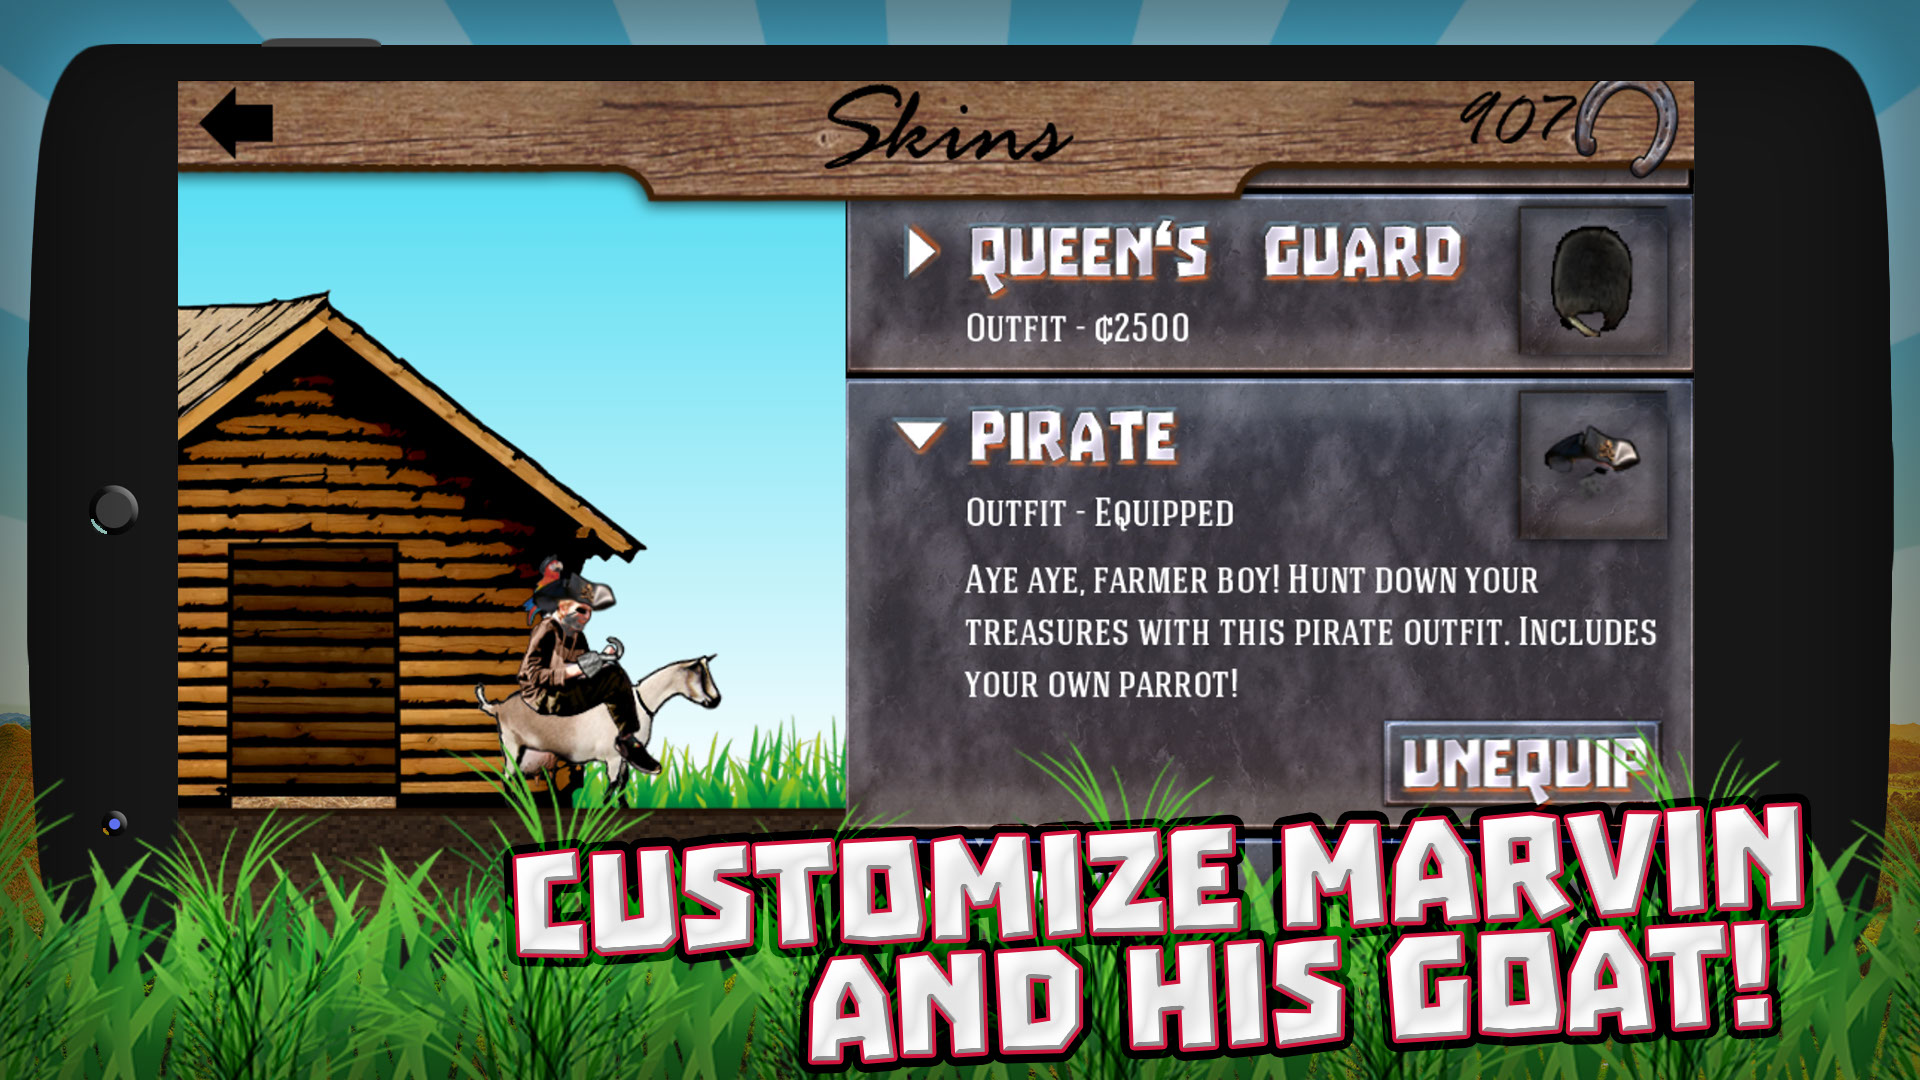 Skins
907
QUEEN'S GUARD
OUTFIT - ₵2500
PIRATE
OUTFIT - EQUIPPED
AYE AYE, FARMER BOY! HUNT DOWN YOUR
TREASURES WITH THIS PIRATE OUTFIT. INCLUDES
YOUR OWN PARROT!
UNEQUIP
CUSTOMIZE MARVIN
AND HIS GOAT!